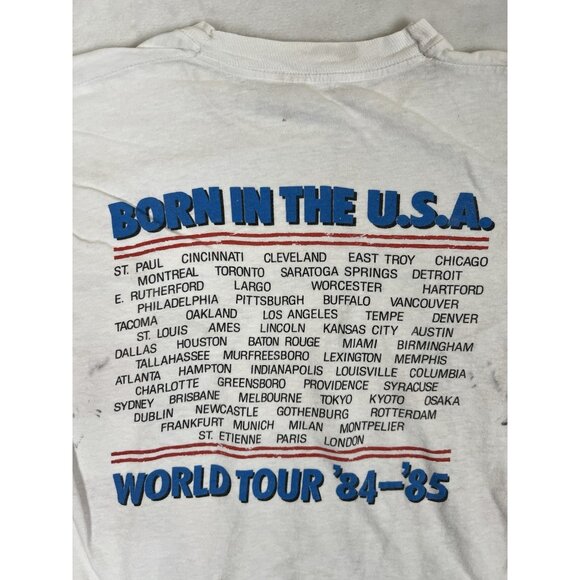 BORN IN THE U.S.A.
ST. PAUL CINCINNATI CLEVELAND EAST TROY CHICAGO
MONTREAL TORONTO SARATOGA SPRINGS DETROIT
E. RUTHERFORD LARGO WORCESTER HARTFORD
PHILADELPHIA PITTSBURGH BUFFALO VANCOUVER
TACOMA OAKLAND LOS ANGELES TEMPE DENVER
ST. LOUIS AMES LINCOLN KANSAS CITY AUSTIN
DALLAS HOUSTON BATON ROUGE MIAMI BIRMINGHAM
TALLAHASSEE MURFREESBORO LEXINGTON MEMPHIS
ATLANTA HAMPTON INDIANAPOLIS LOUISVILLE COLUMBIA
CHARLOTTE GREENSBORO PROVIDENCE SYRACUSE
SYDNEY BRISBANE MELBOURNE TOKYO KYOTO OSAKA
DUBLIN NEWCASTLE GOTHENBURG ROTTERDAM
FRANKFURT MUNICH MILAN MONTPELIER
ST. ETIENNE PARIS LONDON
WORLD TOUR '84–'85